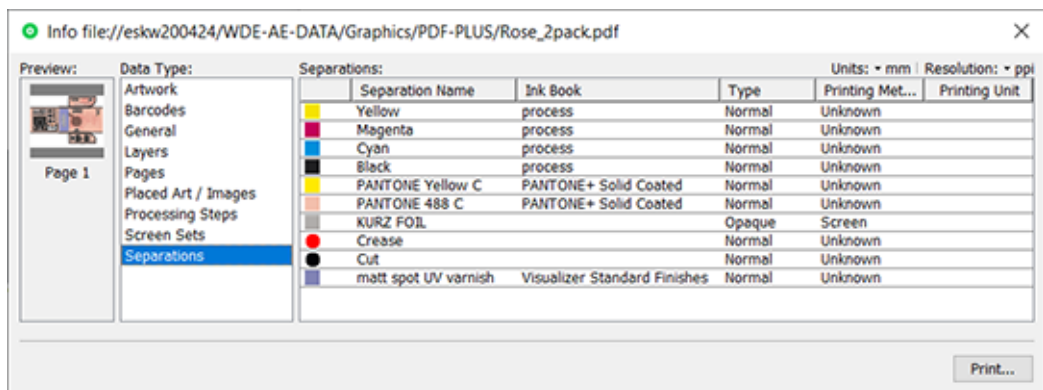 Info file://eskw200424/WDE-AE-DATA/Graphics/PDF-PLUS/Rose_2pack.pdf
Preview: Data Type: Separations: Units: mm Resolution: ppi
Page 1
Artwork
Barcodes
General
Layers
Pages
Placed Art / Images
Processing Steps
Screen Sets
Separations
Separation Name Ink Book Type Printing Met... Printing Unit
Yellow process Normal Unknown
Magenta process Normal Unknown
Cyan process Normal Unknown
Black process Normal Unknown
PANTONE Yellow C PANTONE+ Solid Coated Normal Unknown
PANTONE 488 C PANTONE+ Solid Coated Normal Unknown
KURZ FOIL Opaque Screen
Crease Normal Unknown
Cut Normal Unknown
matt spot UV varnish Visualizer Standard Finishes Normal Unknown
Print...